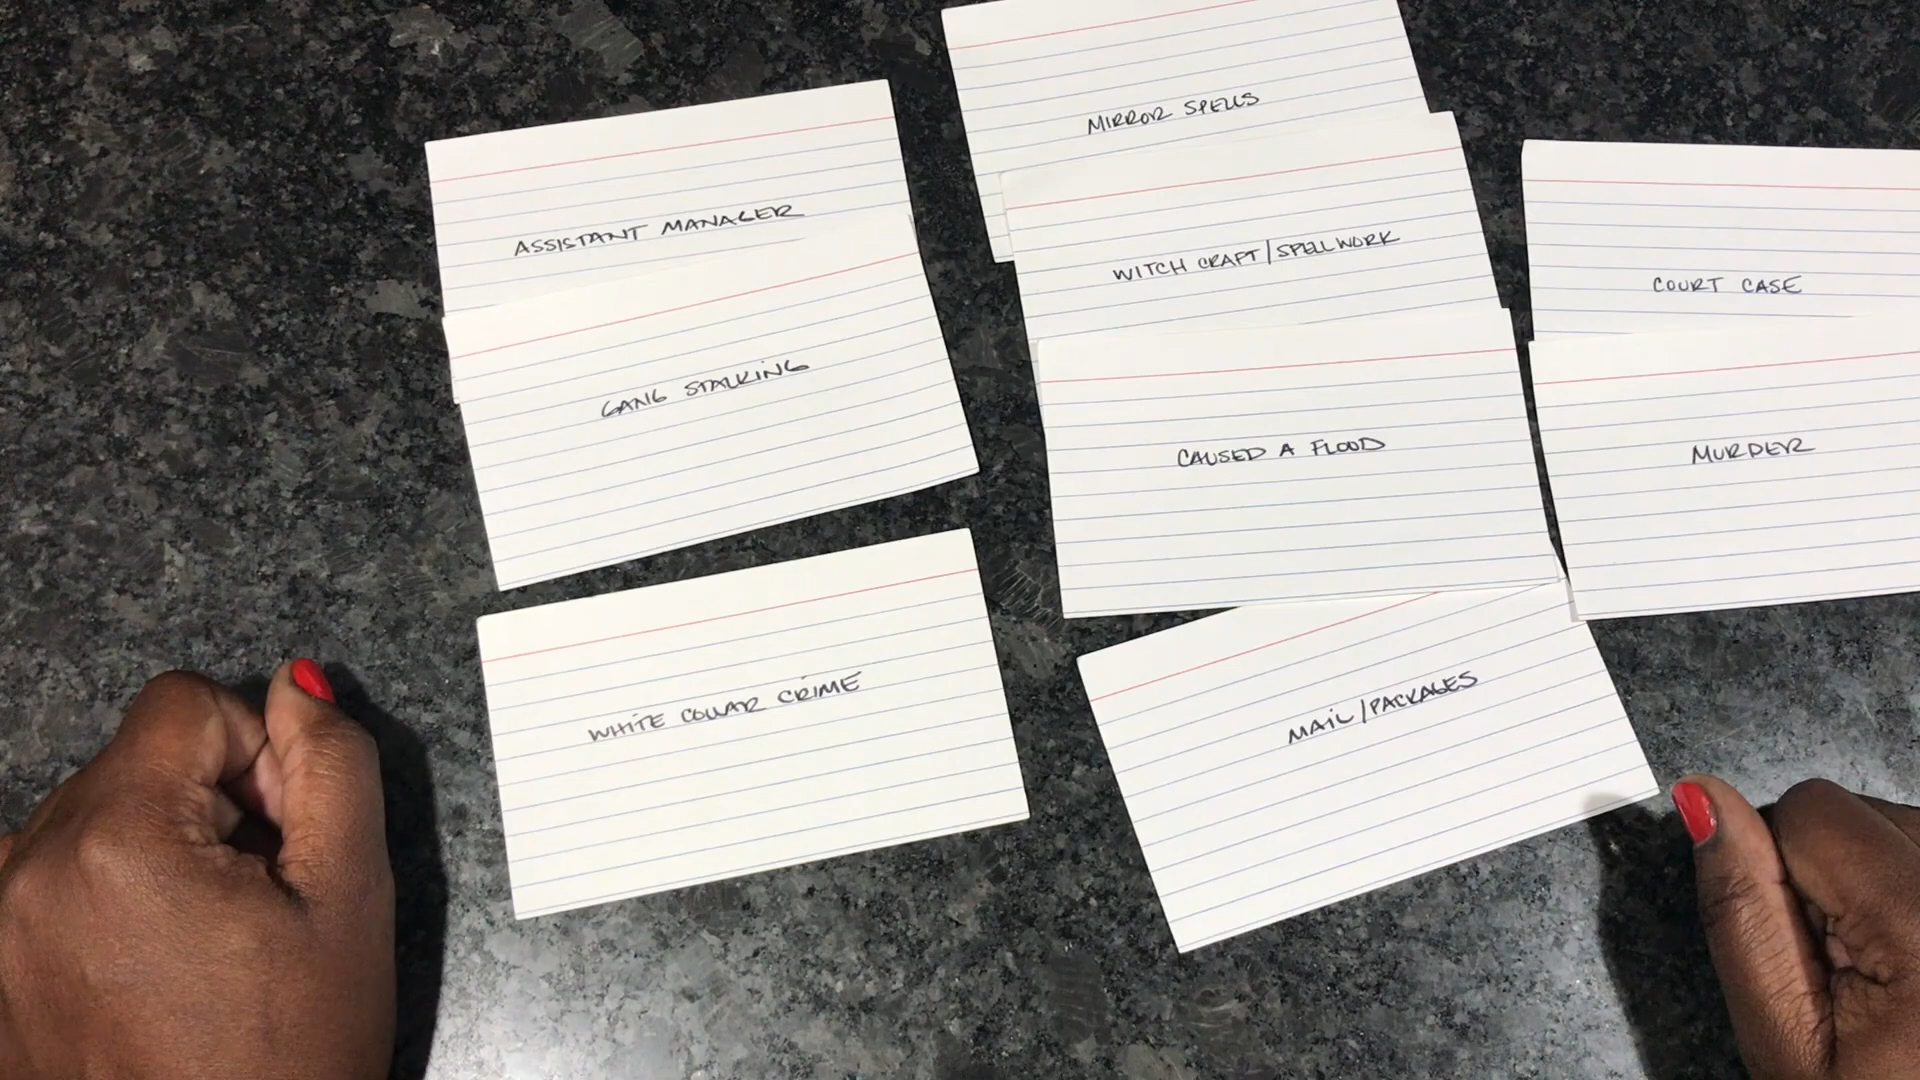 ASSISTANT MANAGER
GANG STALKING
WHITE COLLAR CRIME
MIRROR SPELLS
WITCH CRAFT/SPELLWORK
CAUSED A FLOOD
MAIL/PACKAGES
COURT CASE
MURDER